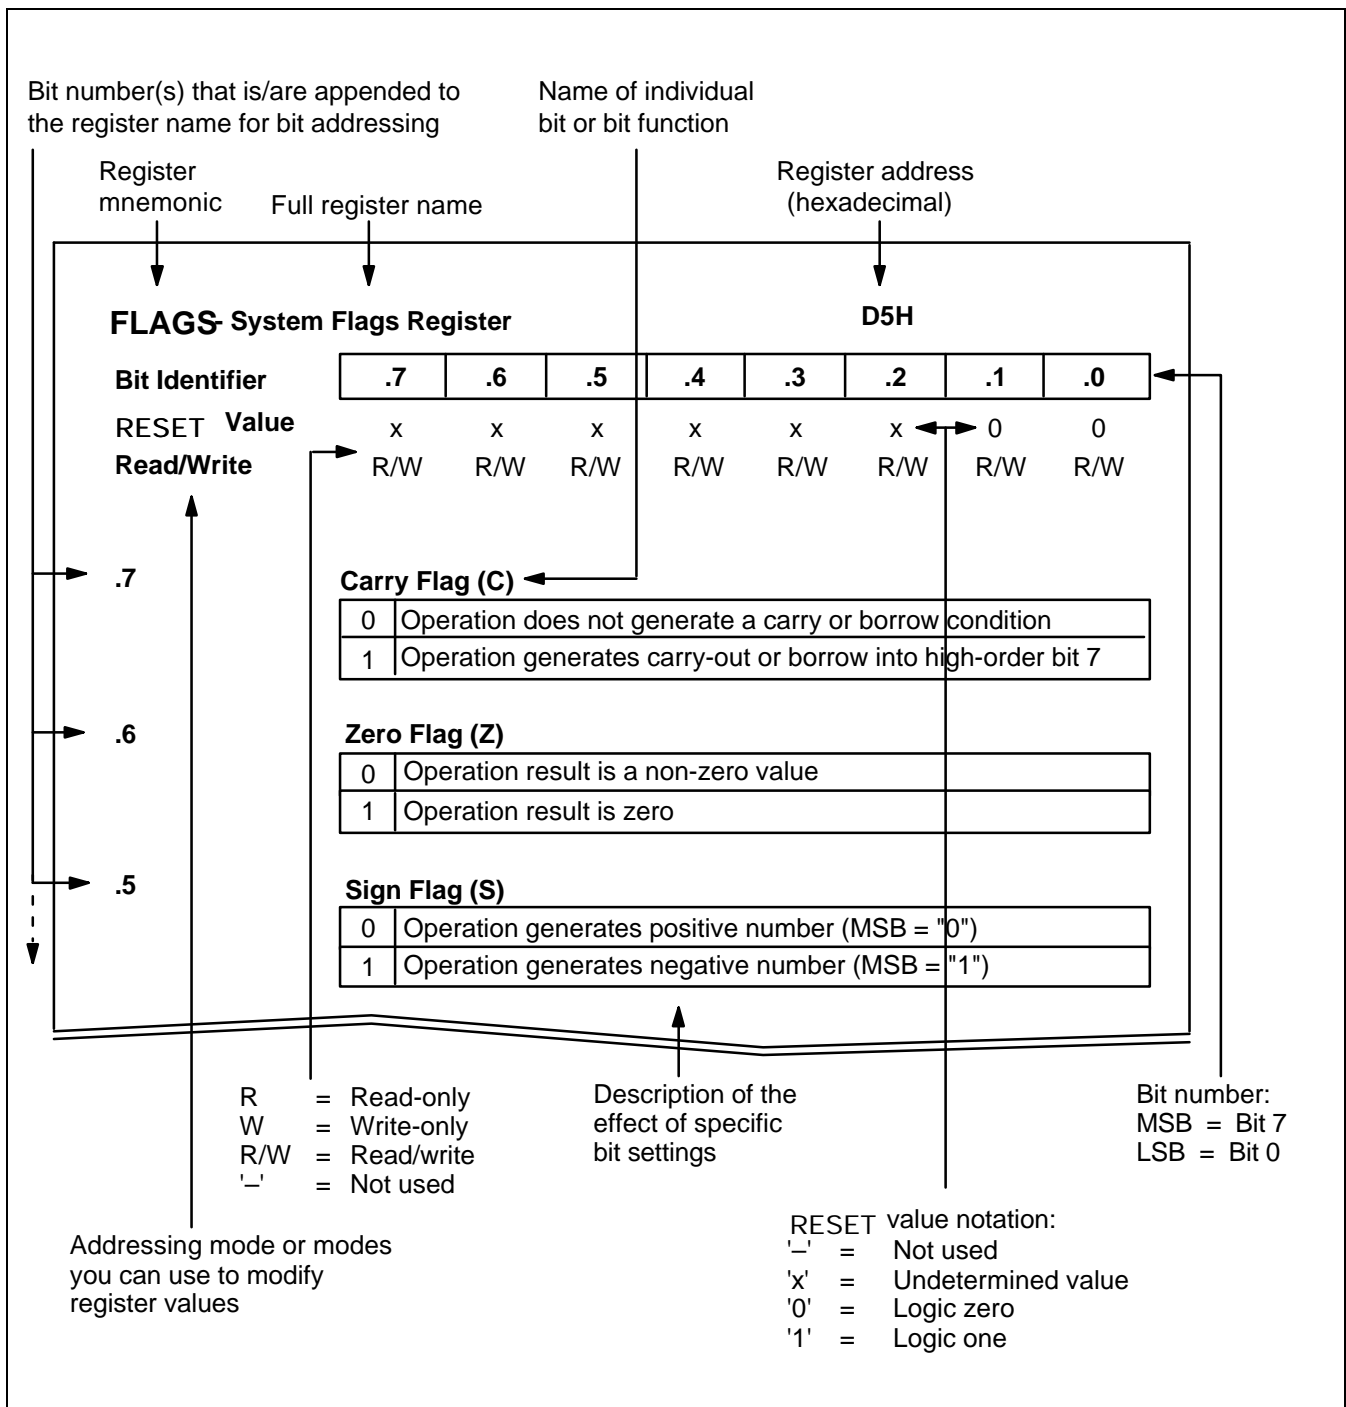 Bit number(s) that is/are appended to
the register name for bit addressing
Name of individual
bit or bit function
Register
mnemonic
Full register name
Register address
(hexadecimal)
FLAGS - System Flags Register
D5H
Bit Identifier .7 .6 .5 .4 .3 .2 .1 .0
RESET Value x x x x x x 0 0
Read/Write R/W R/W R/W R/W R/W R/W R/W R/W
.7
Carry Flag (C)
0 Operation does not generate a carry or borrow condition
1 Operation generates carry-out or borrow into high-order bit 7
.6
Zero Flag (Z)
0 Operation result is a non-zero value
1 Operation result is zero
.5
Sign Flag (S)
0 Operation generates positive number (MSB = "0")
1 Operation generates negative number (MSB = "1")
R = Read-only
W = Write-only
R/W = Read/write
'–' = Not used
Description of the
effect of specific
bit settings
Bit number:
MSB = Bit 7
LSB = Bit 0
Addressing mode or modes
you can use to modify
register values
RESET value notation:
'–' = Not used
'x' = Undetermined value
'0' = Logic zero
'1' = Logic one